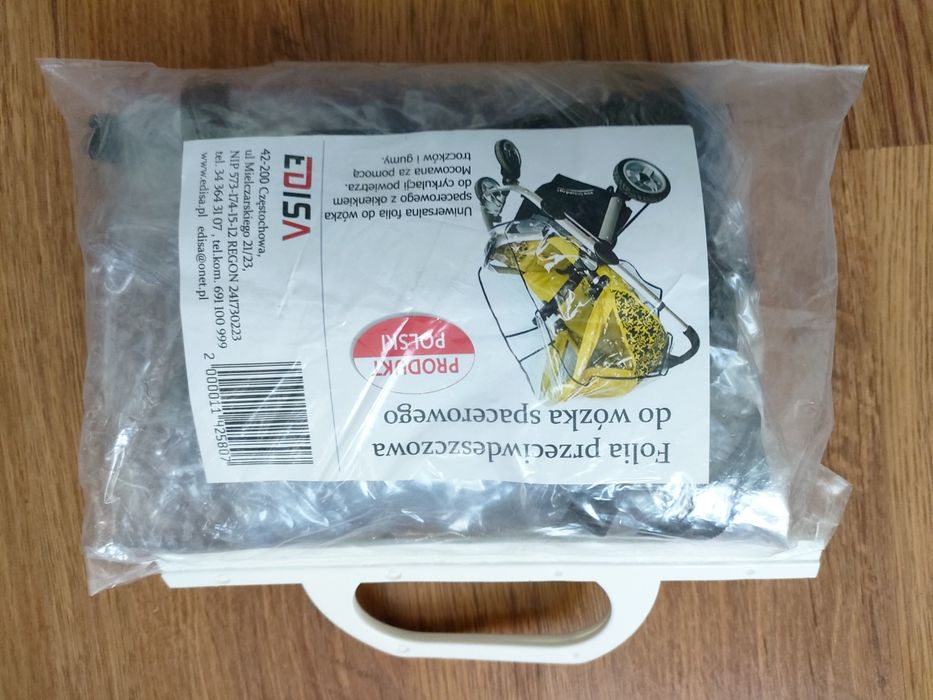 Folia przeciwdeszczowa
do wózka spacerowego
PRODUKT
POLSKI
Uniwersalna folia do wózka
spacerowego z okienkiem
do cyrkulacji powietrza.
Mocowana za pomocą
troczków i gumy.
EDISA
42-200 Częstochowa,
ul Mielczarskiego 21/23,
NIP 573-174-15-12 REGON 241730223
tel. 34 364 31 07 , tel.kom. 691 100 999
www.edisa.pl edisa@onet.pl
2 000011 425807